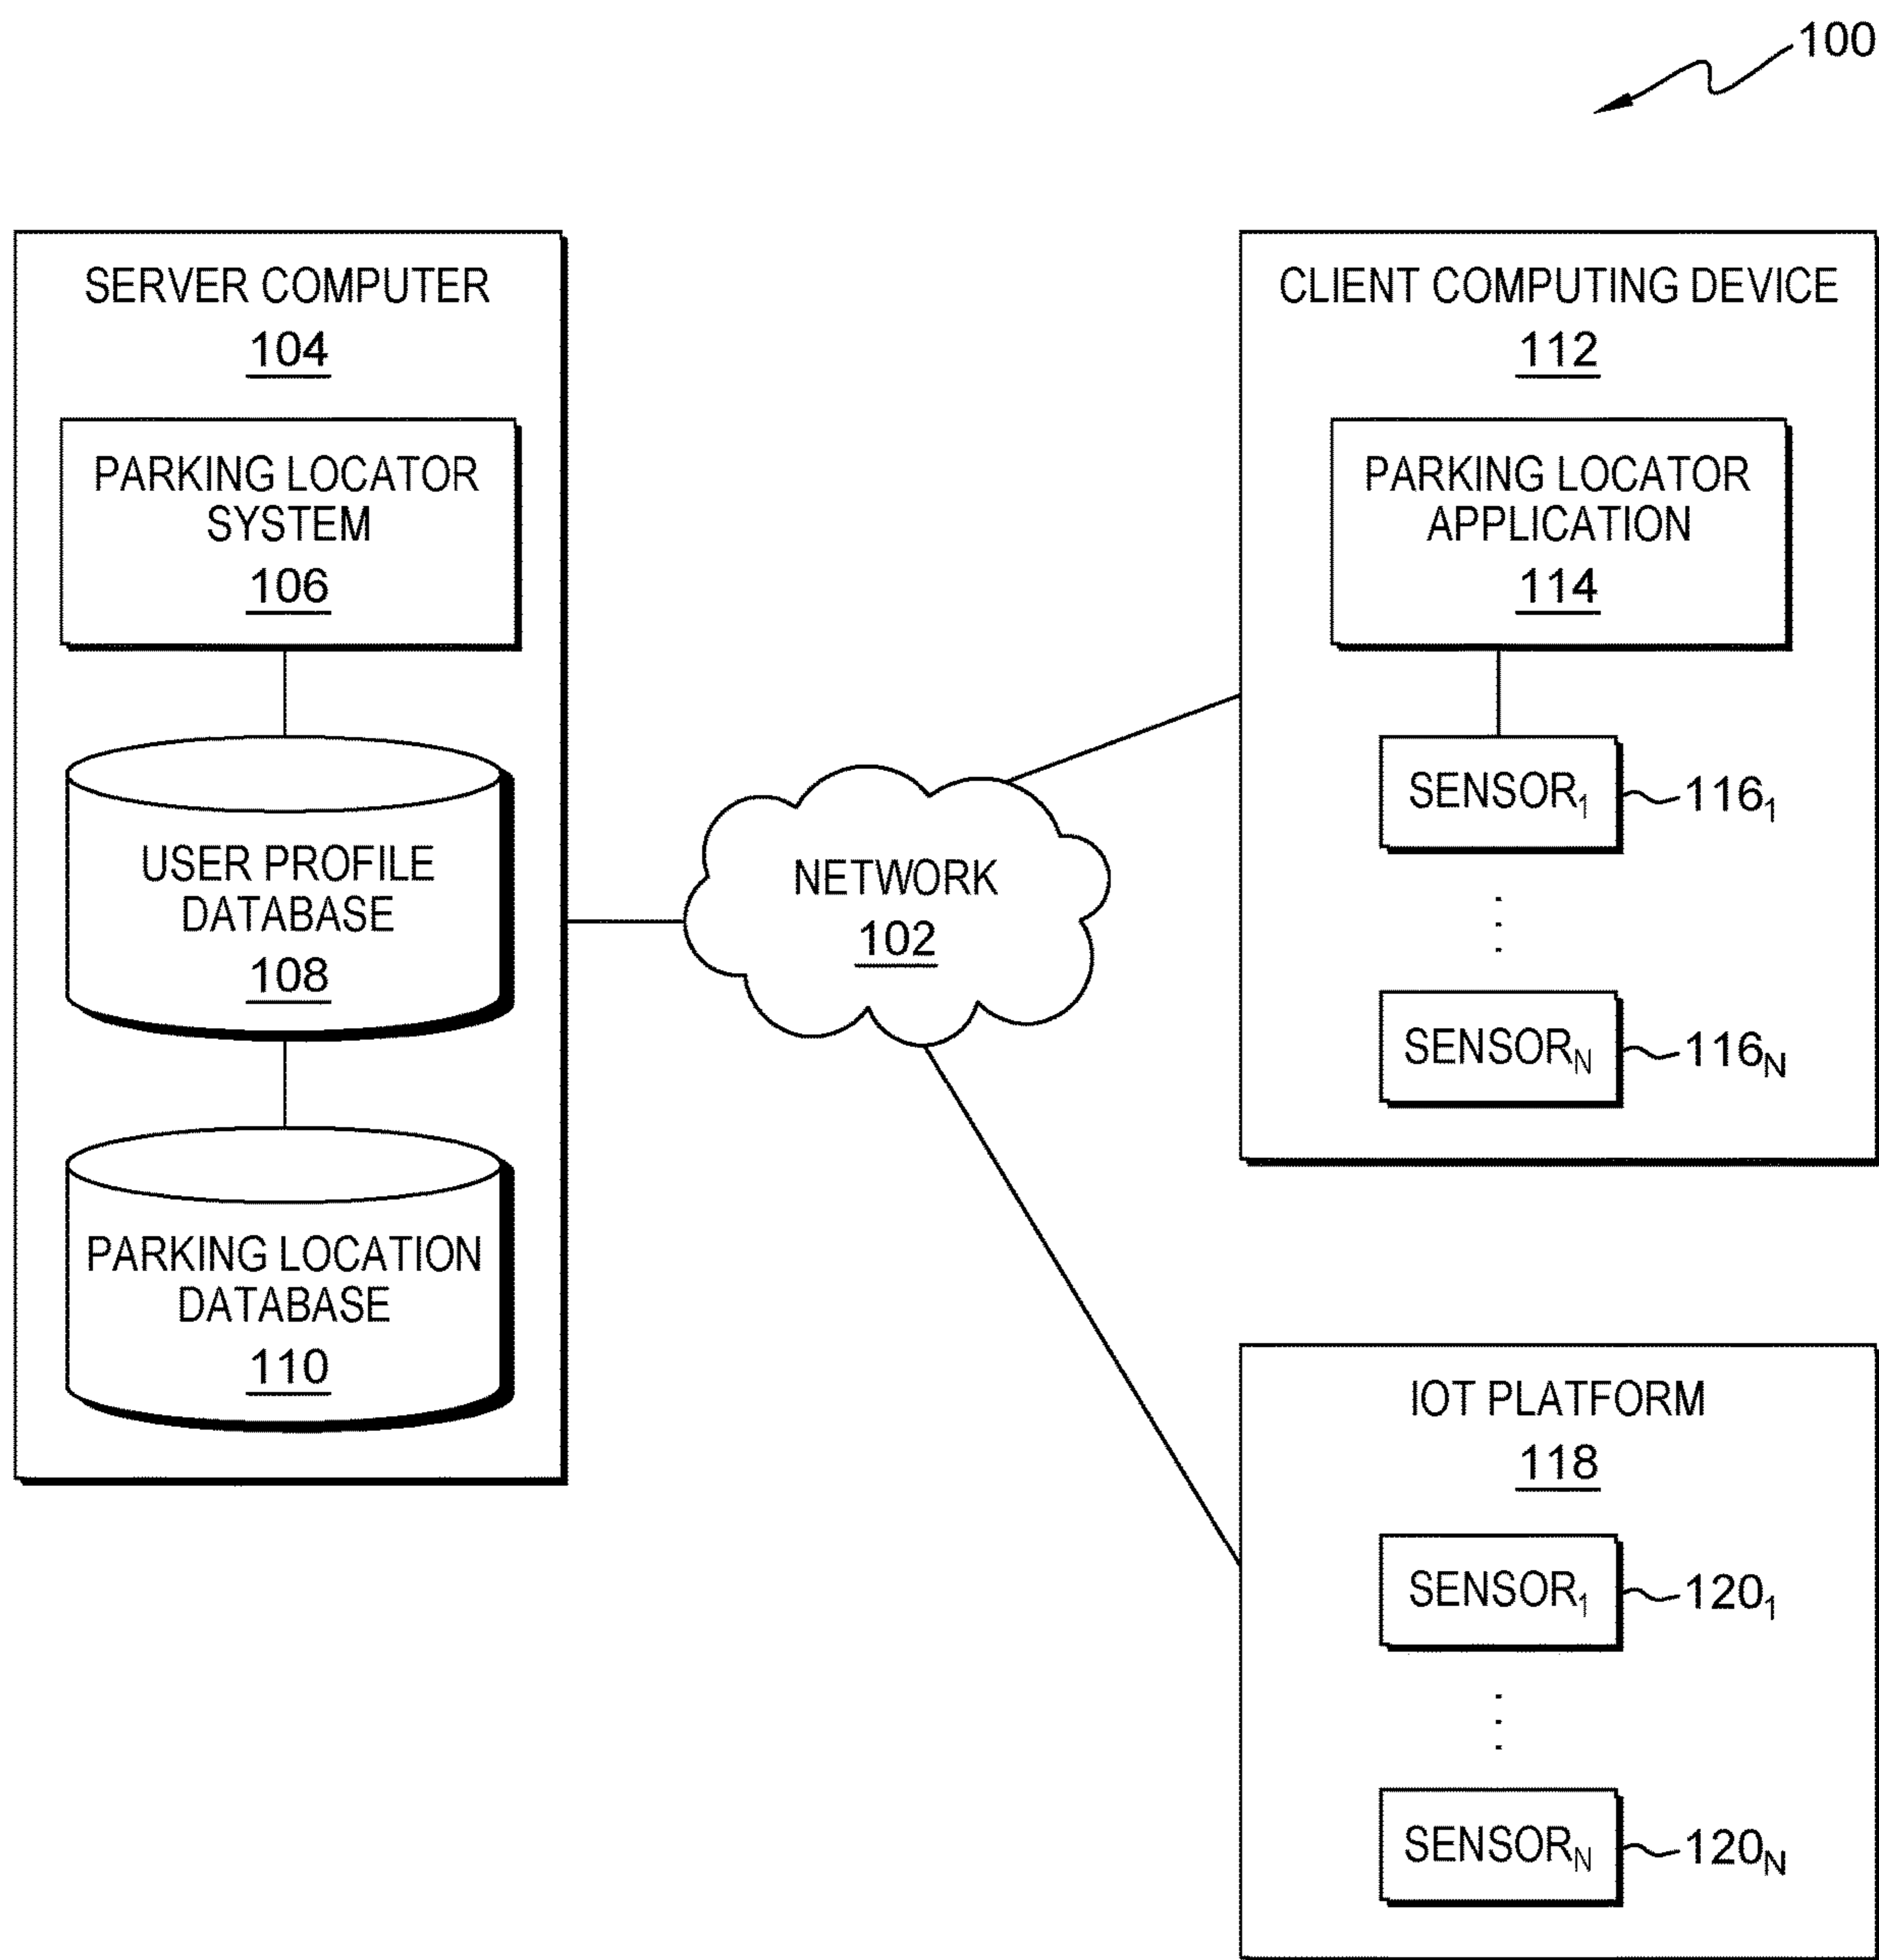 100
SERVER COMPUTER
104
PARKING LOCATOR
SYSTEM
106
USER PROFILE
DATABASE
108
PARKING LOCATION
DATABASE
110
NETWORK
102
CLIENT COMPUTING DEVICE
112
PARKING LOCATOR
APPLICATION
114
SENSOR₁ 116₁
SENSORN 116N
IOT PLATFORM
118
SENSOR₁ 120₁
SENSORN 120N